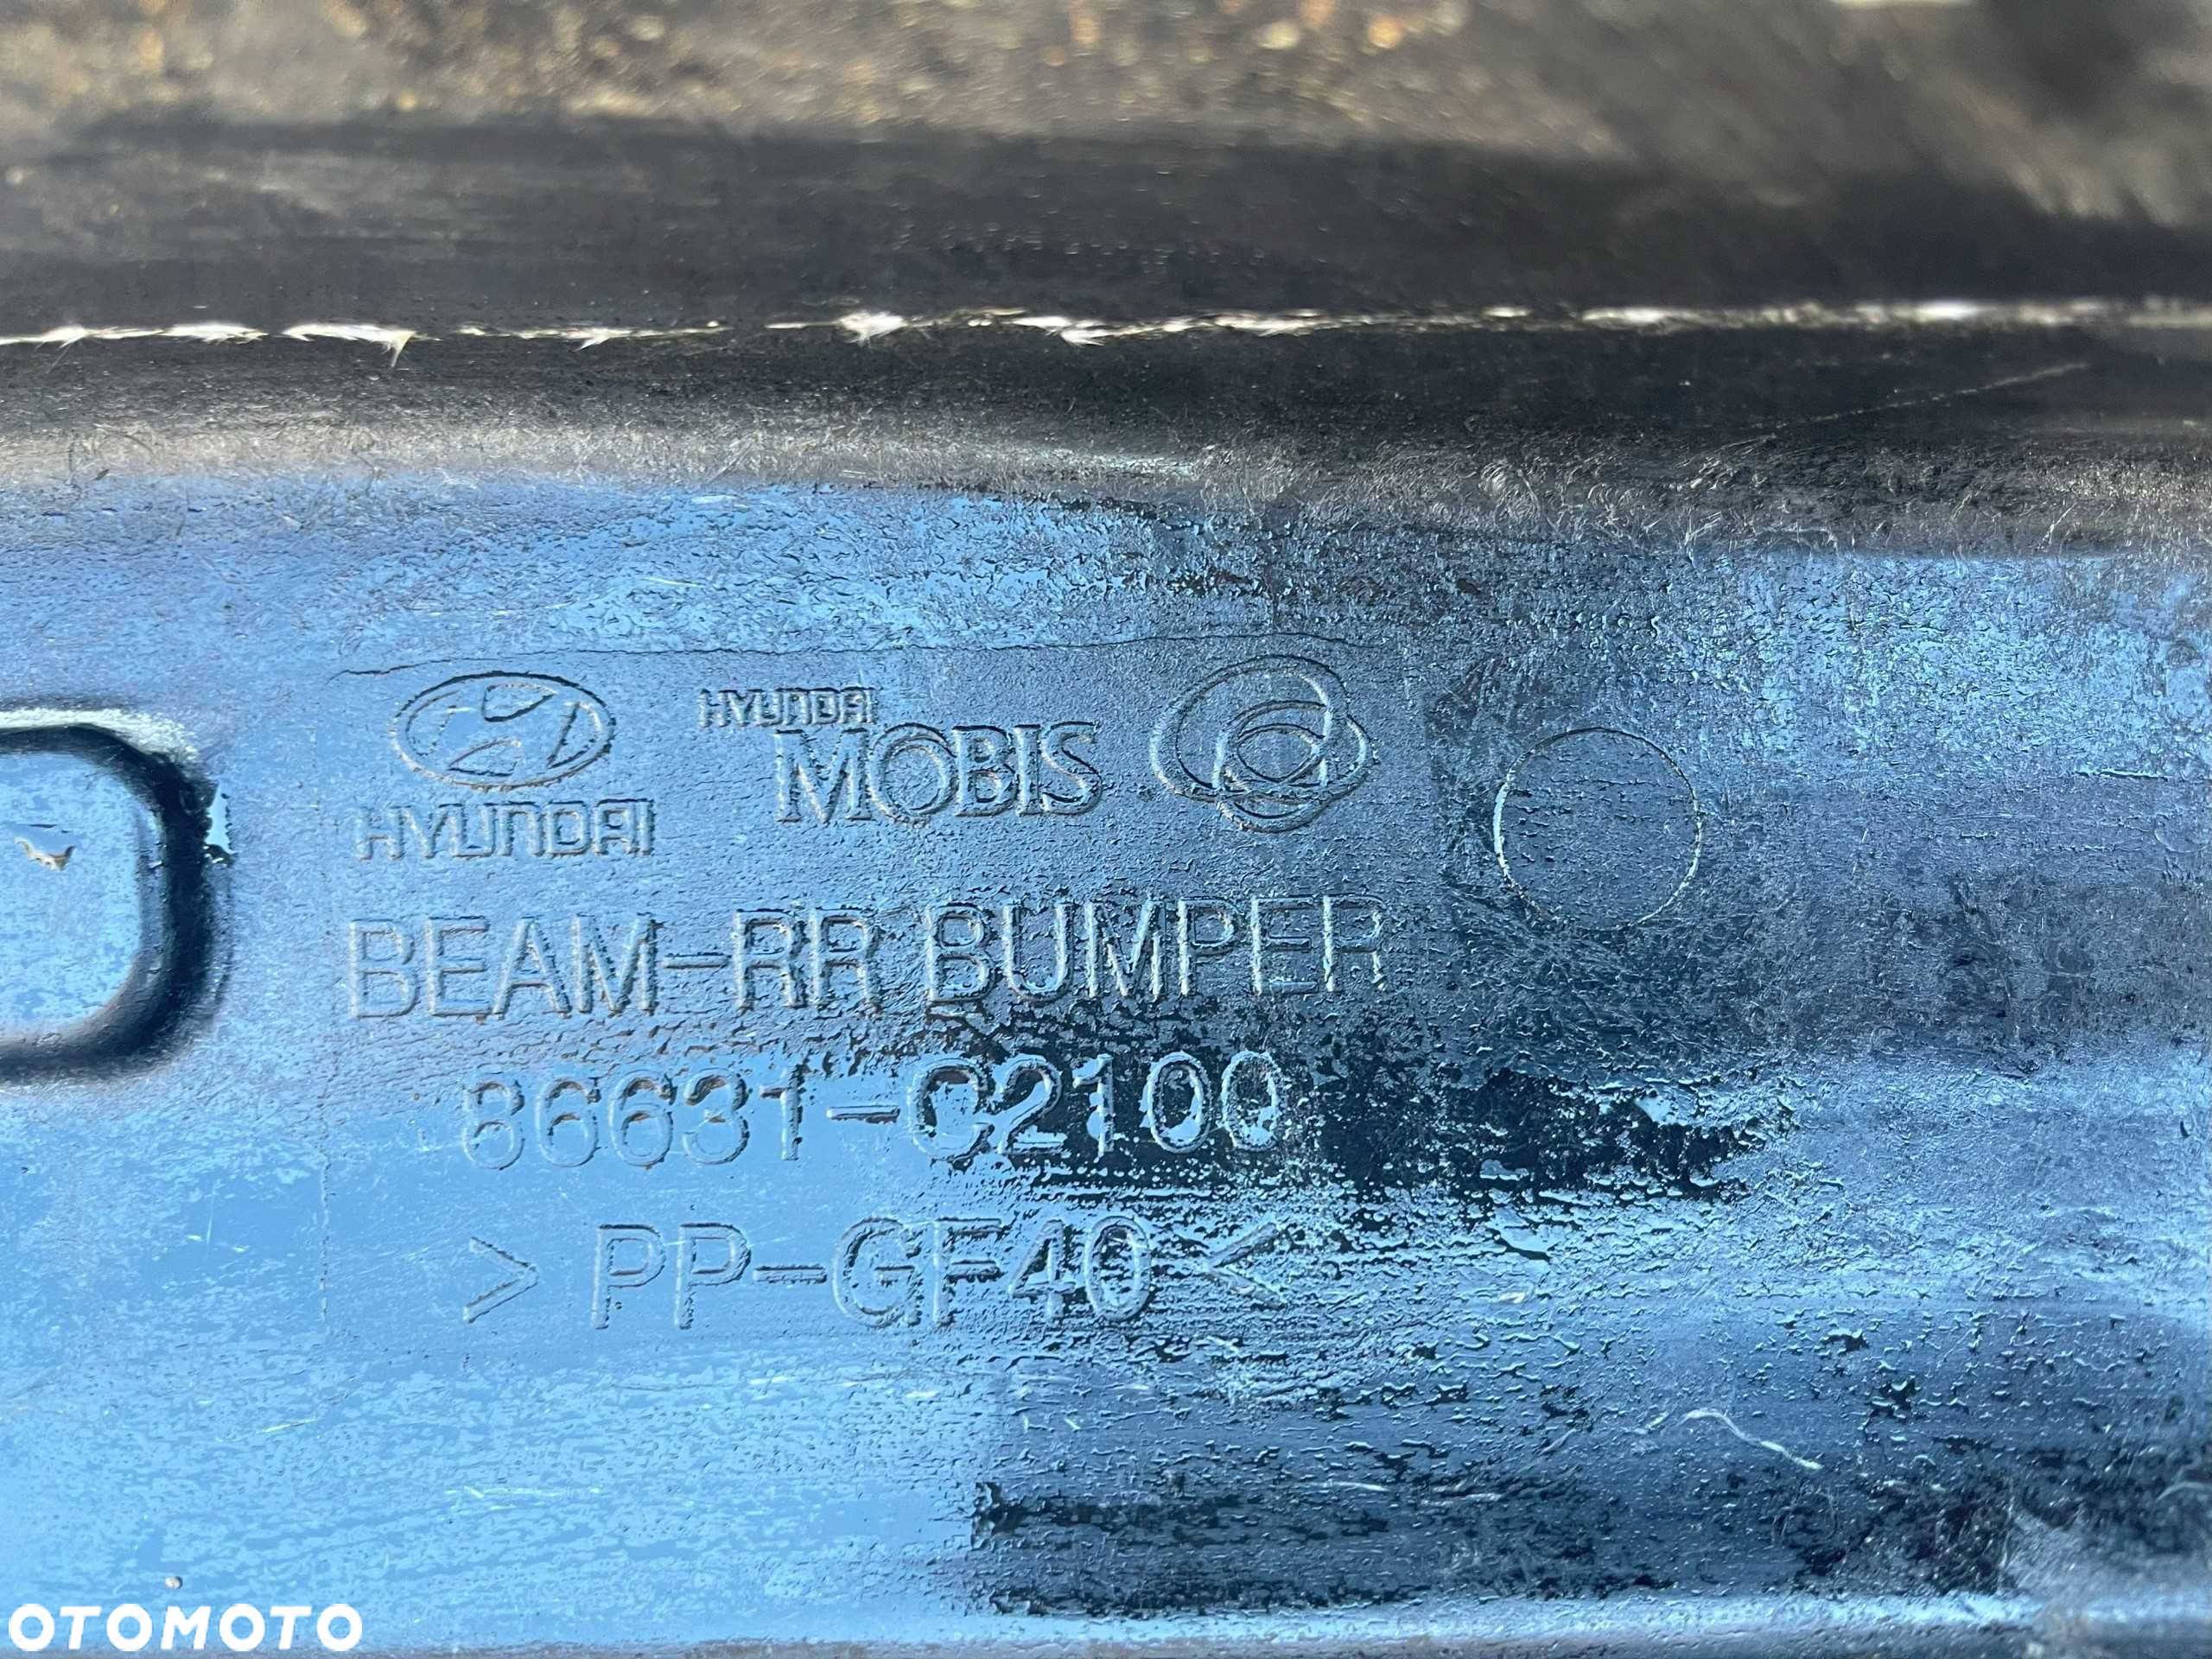 HYUNDAI
HYUNDAI
MOBIS
BEAM-RR BUMPER
86631-C2100
>PP-GF40<
OTOMOTO